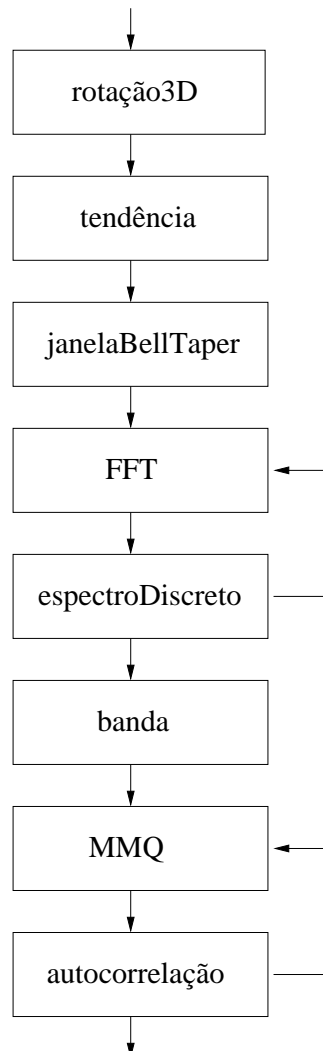 rotação3D
tendência
janelaBellTaper
FFT
espectroDiscreto
banda
MMQ
autocorrelação